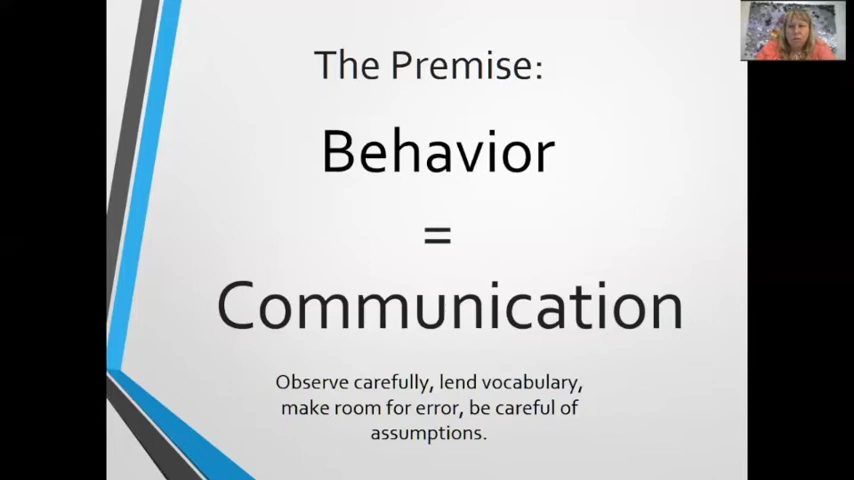 The Premise:
Behavior
=
Communication
Observe carefully, lend vocabulary,
make room for error, be careful of
assumptions.